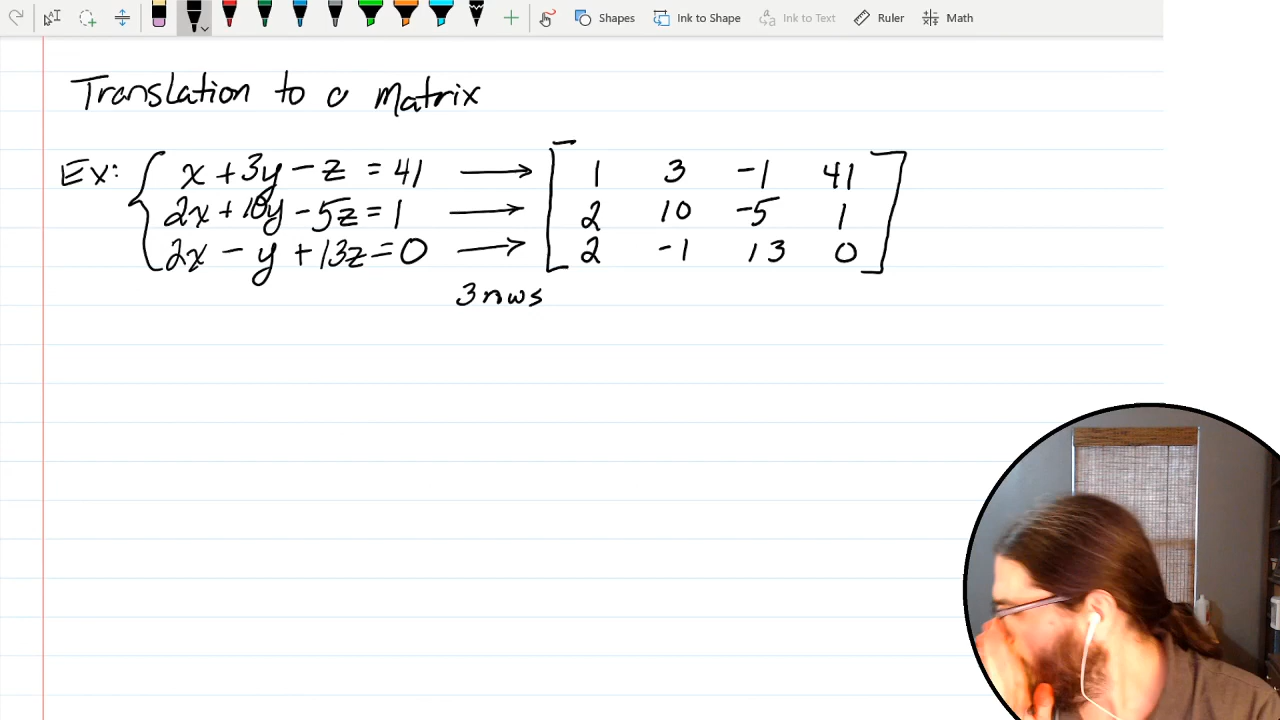 Shapes Ink to Shape Ink to Text Ruler Math
Translation to a Matrix
Ex: { x + 3y - z = 41 → [ 1 3 -1 41 ]
2x + 10y - 5z = 1 → 2 10 -5 1
2x - y + 13z = 0 → 2 -1 13 0
3 rows